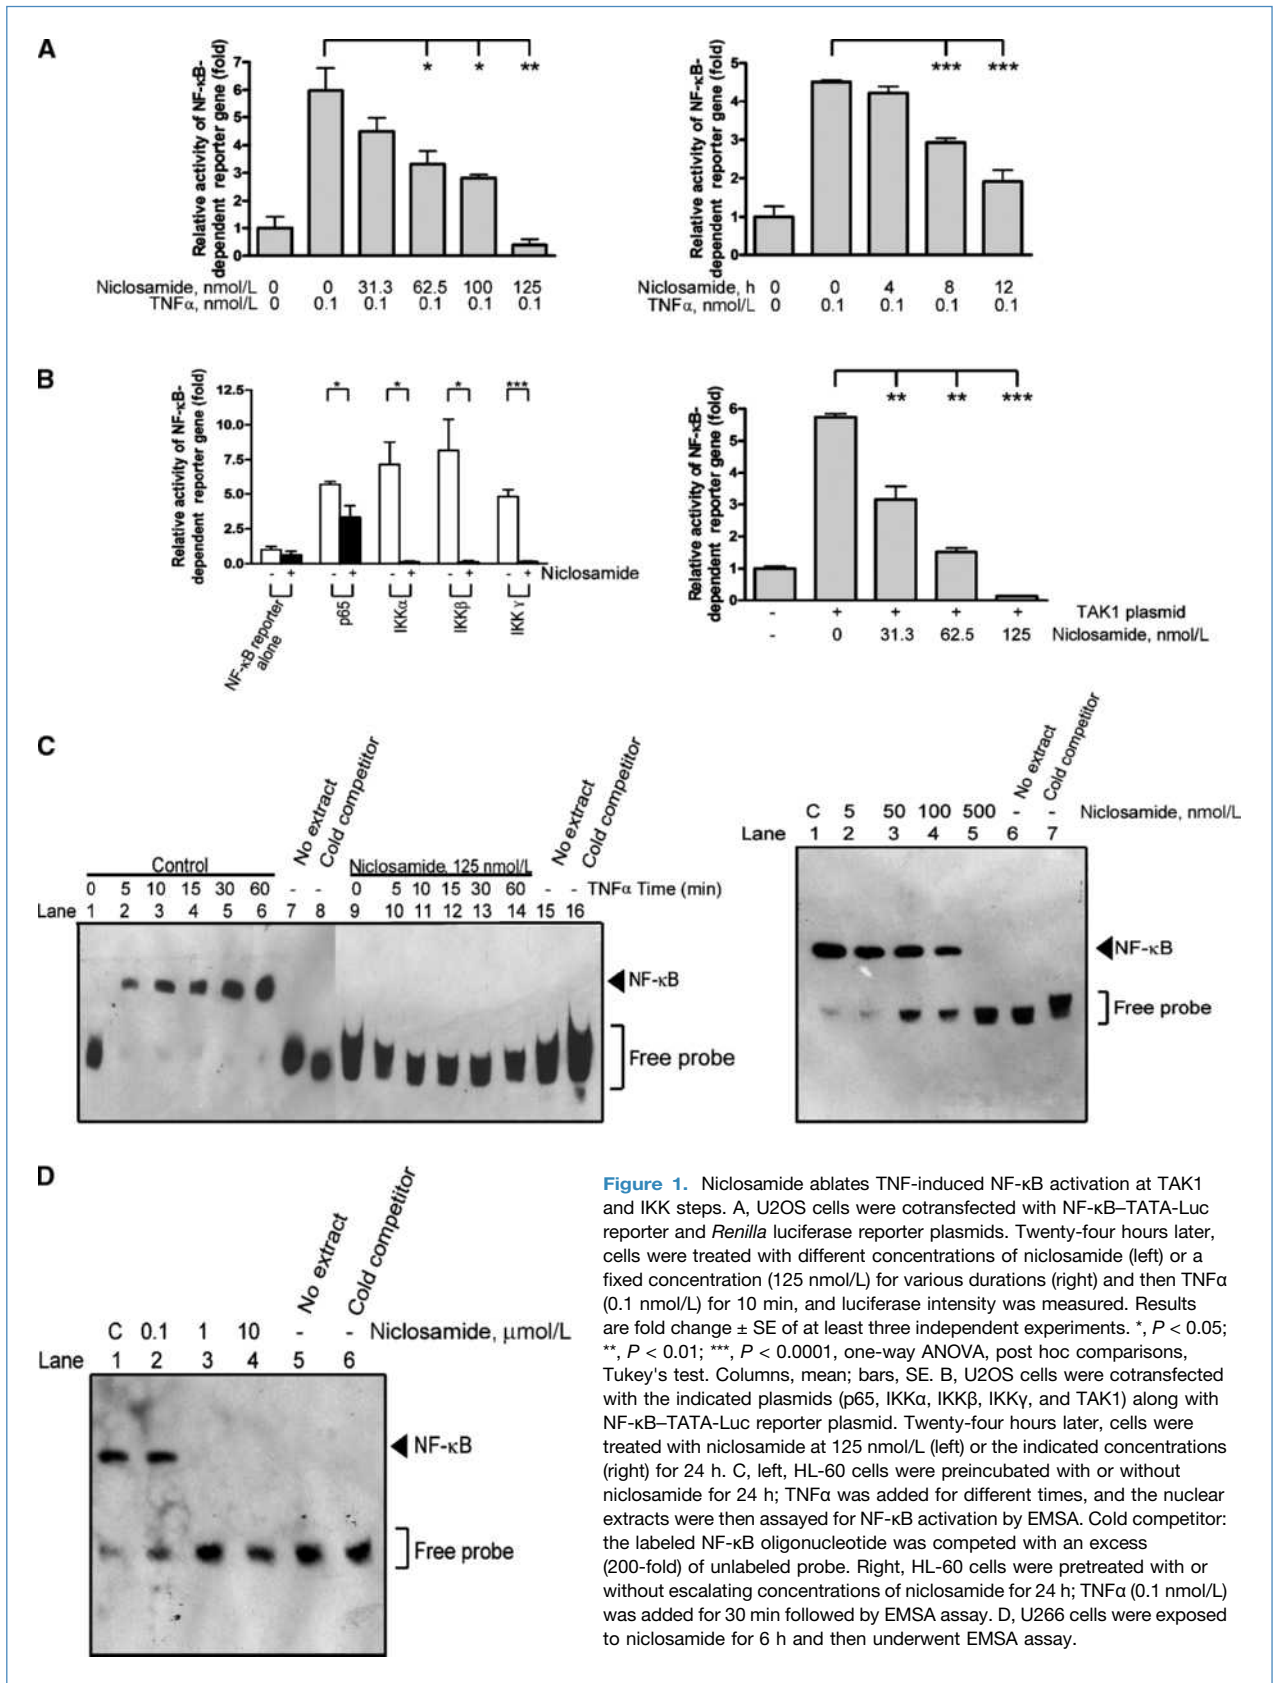 A
Relative activity of NF-κB-
dependent reporter gene (fold)
7
6
5
4
3
2
1
0
* * **
Niclosamide, nmol/L 0 0 31.3 62.5 100 125
TNFα, nmol/L 0 0.1 0.1 0.1 0.1 0.1
Relative activity of NF-κB-
dependent reporter gene (fold)
5
4
3
2
1
0
*** ***
Niclosamide, h 0 0 4 8 12
TNFα, nmol/L 0 0.1 0.1 0.1 0.1
B
Relative activity of NF-κB-
dependent reporter gene (fold)
12.5
10.0
7.5
5.0
2.5
0.0
* * * ***
- + - + - + - + - + Niclosamide
NF-κB reporter
alone
p65
IKKα
IKKβ
IKK γ
Relative activity of NF-κB-
dependent reporter gene (fold)
6
5
4
3
2
1
0
** ** ***
- + + + + TAK1 plasmid
- 0 31.3 62.5 125 Niclosamide, nmol/L
C
No extract
Cold competitor
No extract
Cold competitor
Control
Niclosamide, 125 nmol/L
0 5 10 15 30 60 - - 0 5 10 15 30 60 - - TNFα Time (min)
Lane 1 2 3 4 5 6 7 8 9 10 11 12 13 14 15 16
NF-κB
Free probe
No extract
Cold competitor
C 5 50 100 500 - - Niclosamide, nmol/L
Lane 1 2 3 4 5 6 7
NF-κB
Free probe
D
No extract
Cold competitor
C 0.1 1 10 - - Niclosamide, μmol/L
Lane 1 2 3 4 5 6
NF-κB
Free probe
Figure 1. Niclosamide ablates TNF-induced NF-κB activation at TAK1
and IKK steps. A, U2OS cells were cotransfected with NF-κB–TATA-Luc
reporter and Renilla luciferase reporter plasmids. Twenty-four hours later,
cells were treated with different concentrations of niclosamide (left) or a
fixed concentration (125 nmol/L) for various durations (right) and then TNFα
(0.1 nmol/L) for 10 min, and luciferase intensity was measured. Results
are fold change ± SE of at least three independent experiments. *, P < 0.05;
**, P < 0.01; ***, P < 0.0001, one-way ANOVA, post hoc comparisons,
Tukey's test. Columns, mean; bars, SE. B, U2OS cells were cotransfected
with the indicated plasmids (p65, IKKα, IKKβ, IKKγ, and TAK1) along with
NF-κB–TATA-Luc reporter plasmid. Twenty-four hours later, cells were
treated with niclosamide at 125 nmol/L (left) or the indicated concentrations
(right) for 24 h. C, left, HL-60 cells were preincubated with or without
niclosamide for 24 h; TNFα was added for different times, and the nuclear
extracts were then assayed for NF-κB activation by EMSA. Cold competitor:
the labeled NF-κB oligonucleotide was competed with an excess
(200-fold) of unlabeled probe. Right, HL-60 cells were pretreated with or
without escalating concentrations of niclosamide for 24 h; TNFα (0.1 nmol/L)
was added for 30 min followed by EMSA assay. D, U266 cells were exposed
to niclosamide for 6 h and then underwent EMSA assay.